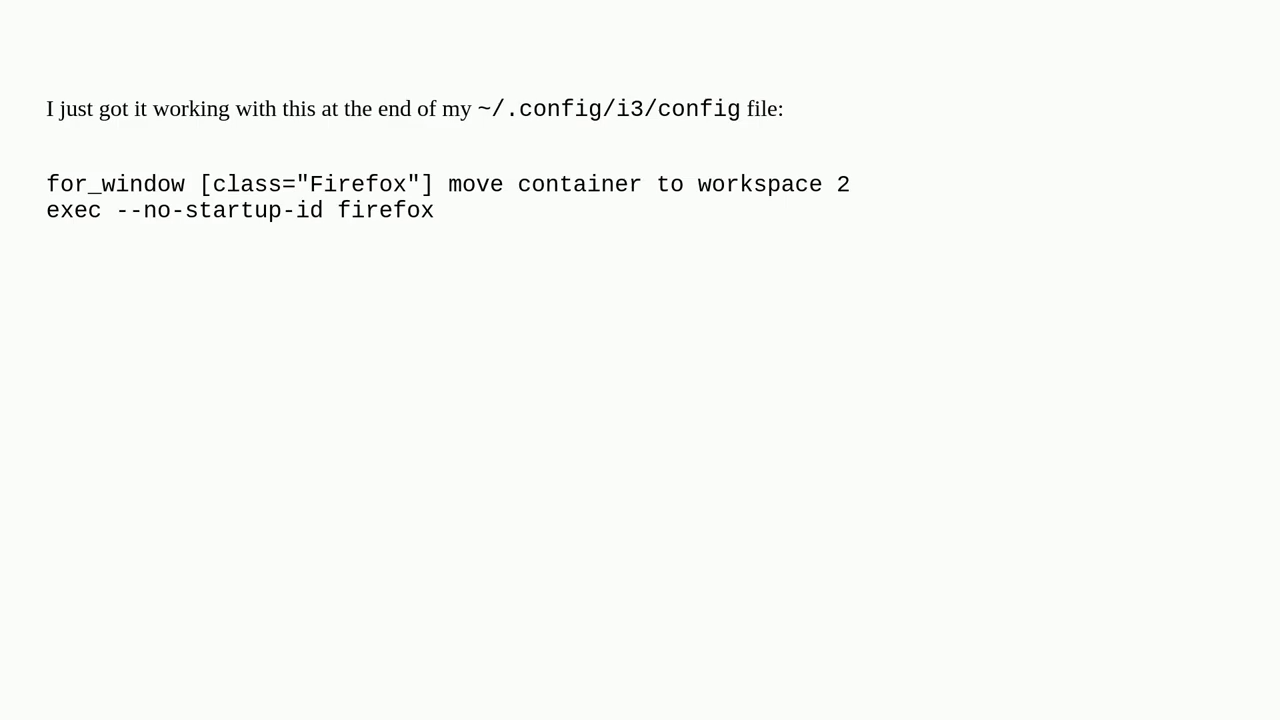 I just got it working with this at the end of my ~/.config/i3/config file:
for_window [class="Firefox"] move container to workspace 2
exec --no-startup-id firefox